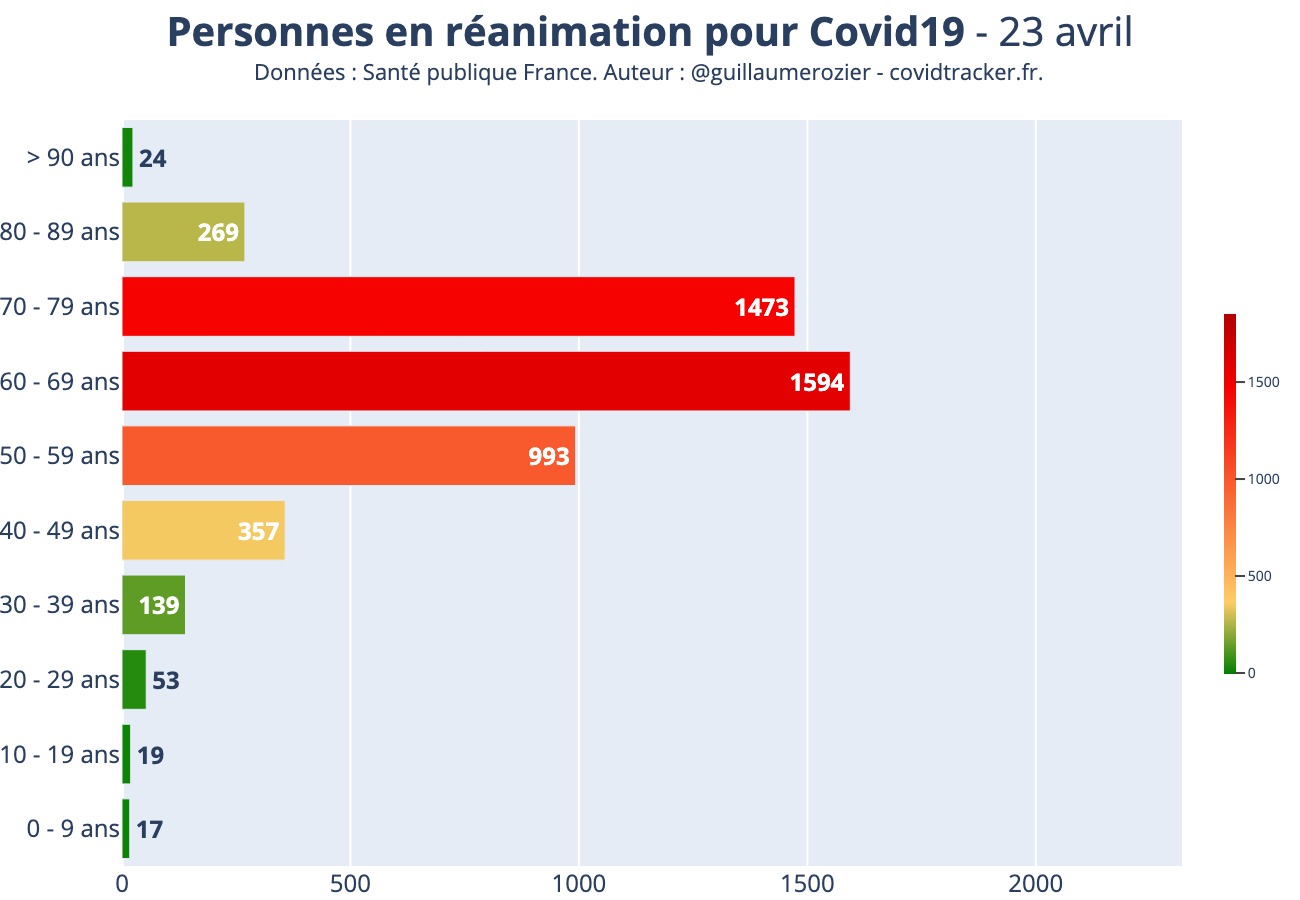 Personnes en réanimation pour Covid19 - 23 avril
Données : Santé publique France. Auteur : @guillaumerozier - covidtracker.fr.
> 90 ans 24
80 - 89 ans 269
70 - 79 ans 1473
60 - 69 ans 1594
50 - 59 ans 993
40 - 49 ans 357
30 - 39 ans 139
20 - 29 ans 53
10 - 19 ans 19
0 - 9 ans 17
0 500 1000 1500 2000
1500
1000
500
0